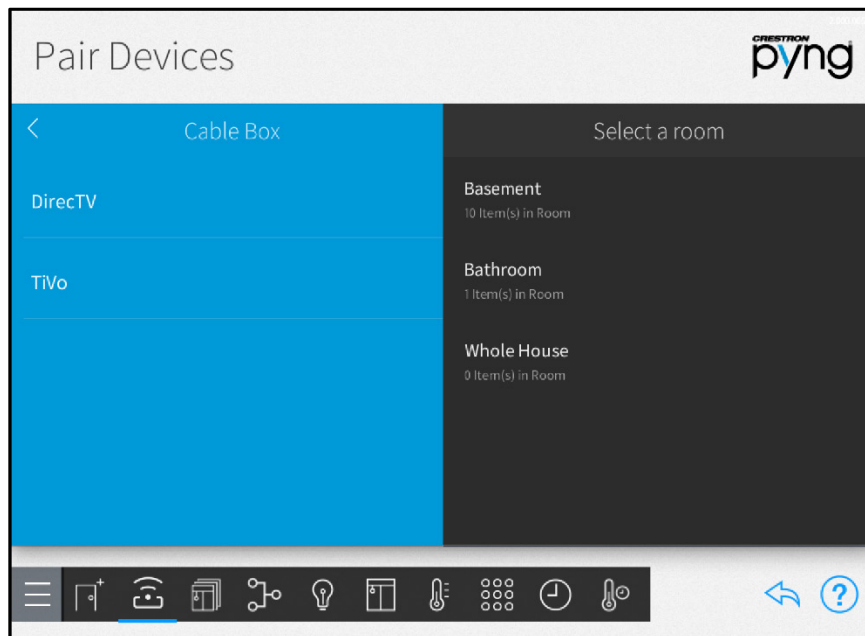 Pair Devices
CRESTRON
pyng
Cable Box
Select a room
DirecTV
TiVo
Basement
10 Item(s) in Room
Bathroom
1 Item(s) in Room
Whole House
0 Item(s) in Room
?